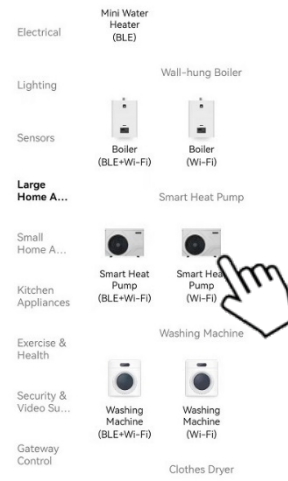 Electrical
Lighting
Sensors
Large
Home A...
Small
Home A...
Kitchen
Appliances
Exercise &
Health
Security &
Video Su...
Gateway
Control
Mini Water
Heater
(BLE)
Wall-hung Boiler
Boiler
(BLE+Wi-Fi)
Boiler
(Wi-Fi)
Smart Heat Pump
Smart Heat
Pump
(BLE+Wi-Fi)
Smart Hea
Pump
(Wi-Fi)
Washing Machine
Washing
Machine
(BLE+Wi-Fi)
Washing
Machine
(Wi-Fi)
Clothes Dryer